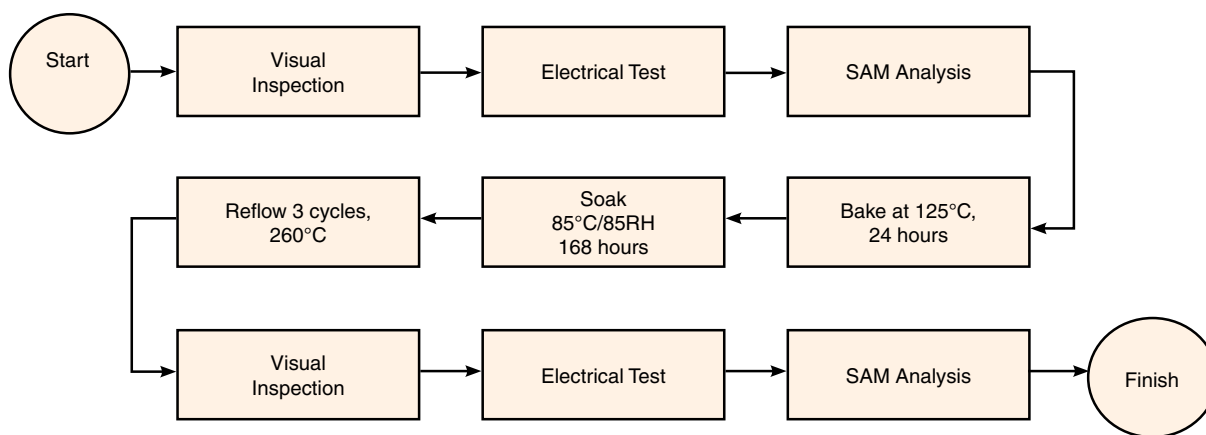 Start
Visual
Inspection
Electrical Test
SAM Analysis
Bake at 125°C,
24 hours
Soak
85°C/85RH
168 hours
Reflow 3 cycles,
260°C
Visual
Inspection
Electrical Test
SAM Analysis
Finish